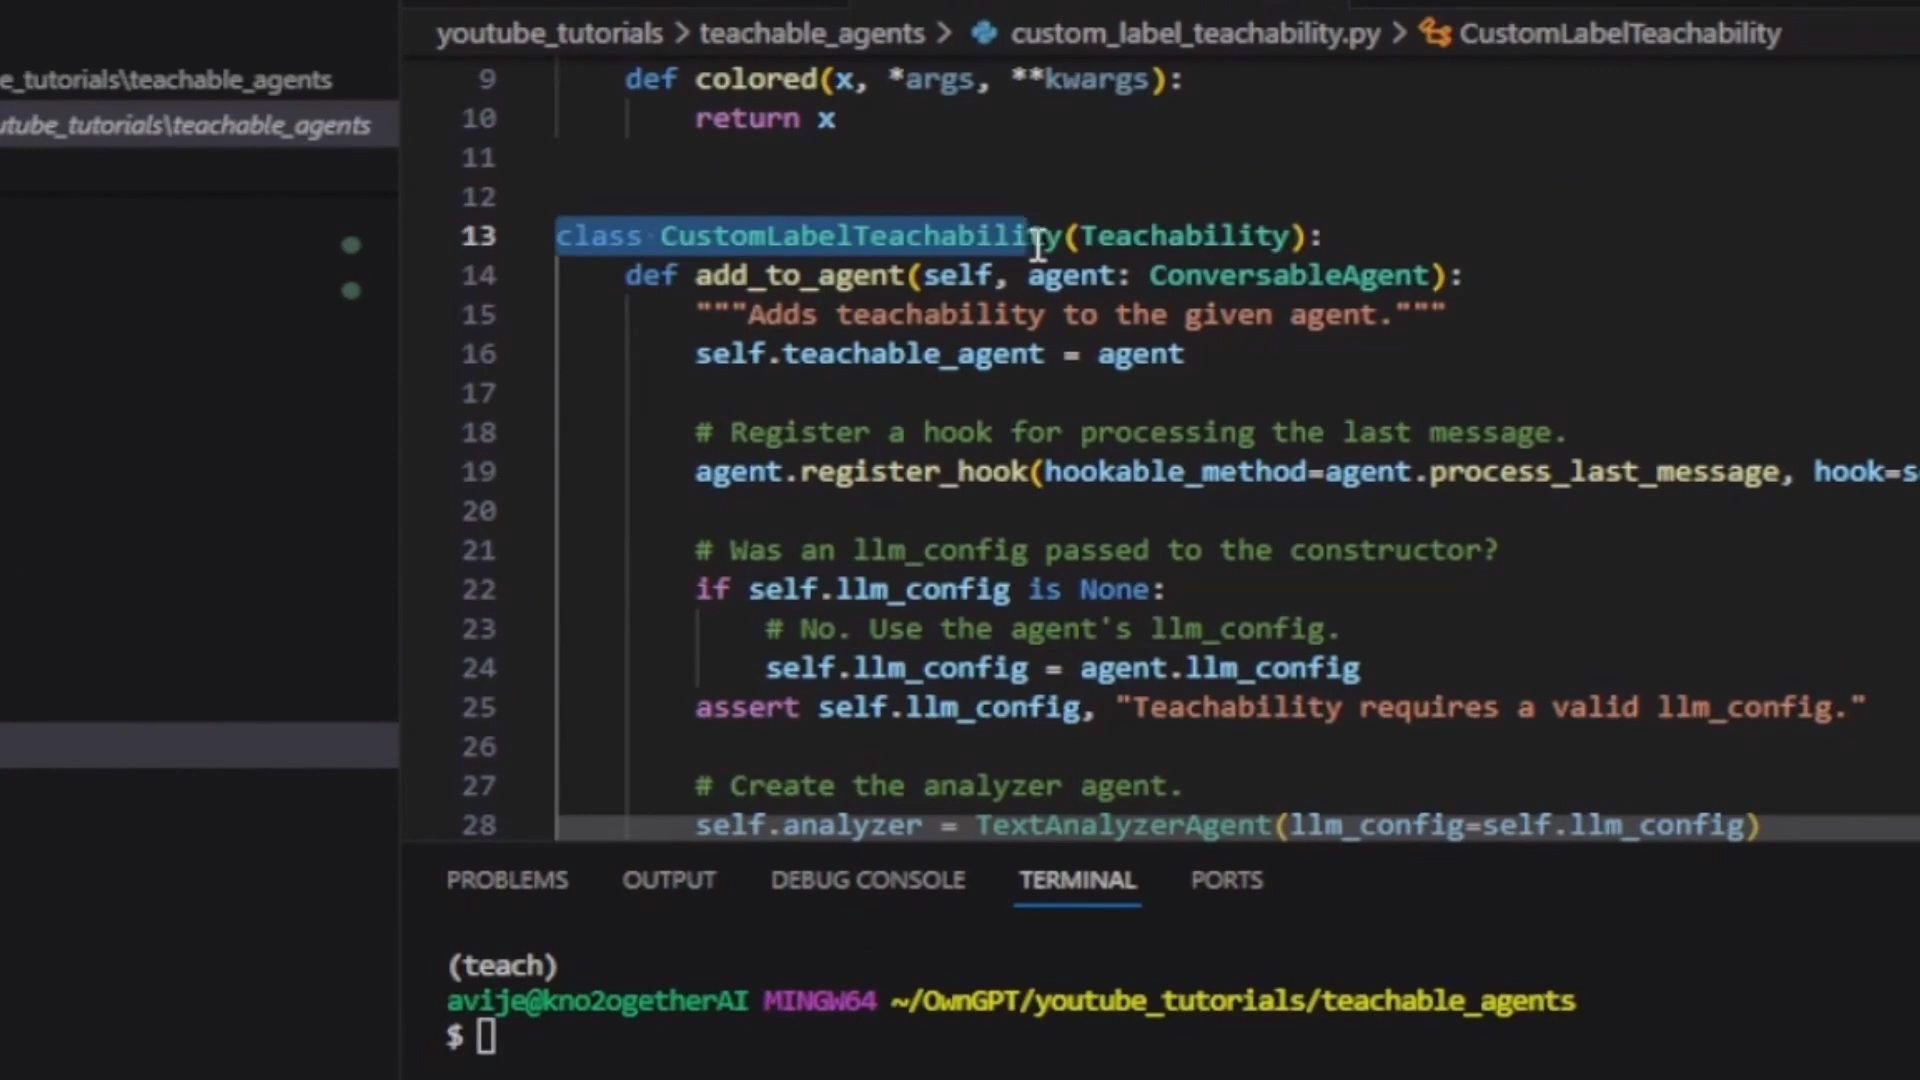 youtube_tutorials > teachable_agents > custom_label_teachability.py > CustomLabelTeachability
e_tutorials\teachable_agents
utube_tutorials\teachable_agents
9 def colored(x, *args, **kwargs):
10 return x
11
12
13 class CustomLabelTeachability(Teachability):
14 def add_to_agent(self, agent: ConversableAgent):
15 """Adds teachability to the given agent."""
16 self.teachable_agent = agent
17
18 # Register a hook for processing the last message.
19 agent.register_hook(hookable_method=agent.process_last_message, hook=s
20
21 # Was an llm_config passed to the constructor?
22 if self.llm_config is None:
23 # No. Use the agent's llm_config.
24 self.llm_config = agent.llm_config
25 assert self.llm_config, "Teachability requires a valid llm_config."
26
27 # Create the analyzer agent.
28 self.analyzer = TextAnalyzerAgent(llm_config=self.llm_config)
PROBLEMS OUTPUT DEBUG CONSOLE TERMINAL PORTS
(teach)
avije@kno2ogetherAI MINGW64 ~/OwnGPT/youtube_tutorials/teachable_agents
$